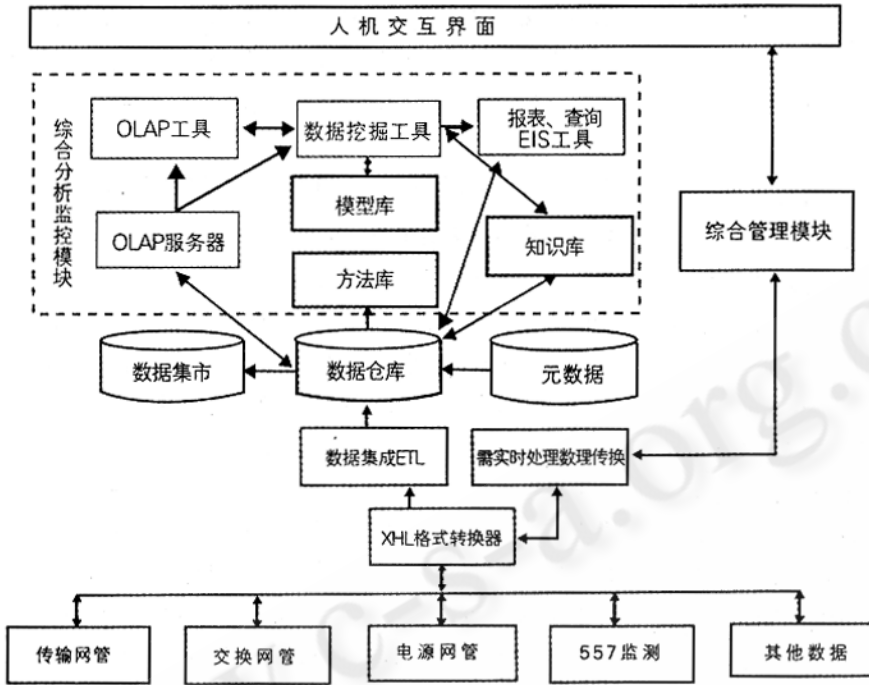 人机交互界面
综合分析监控模块
OLAP工具
数据挖掘工具
报表、查询
EIS工具
模型库
OLAP服务器
知识库
综合管理模块
方法库
数据集市
数据仓库
元数据
数据集成ETL
需实时处理数理传换
XHL格式转换器
传输网管
交换网管
电源网管
557监测
其他数据
c-s-a.org.c